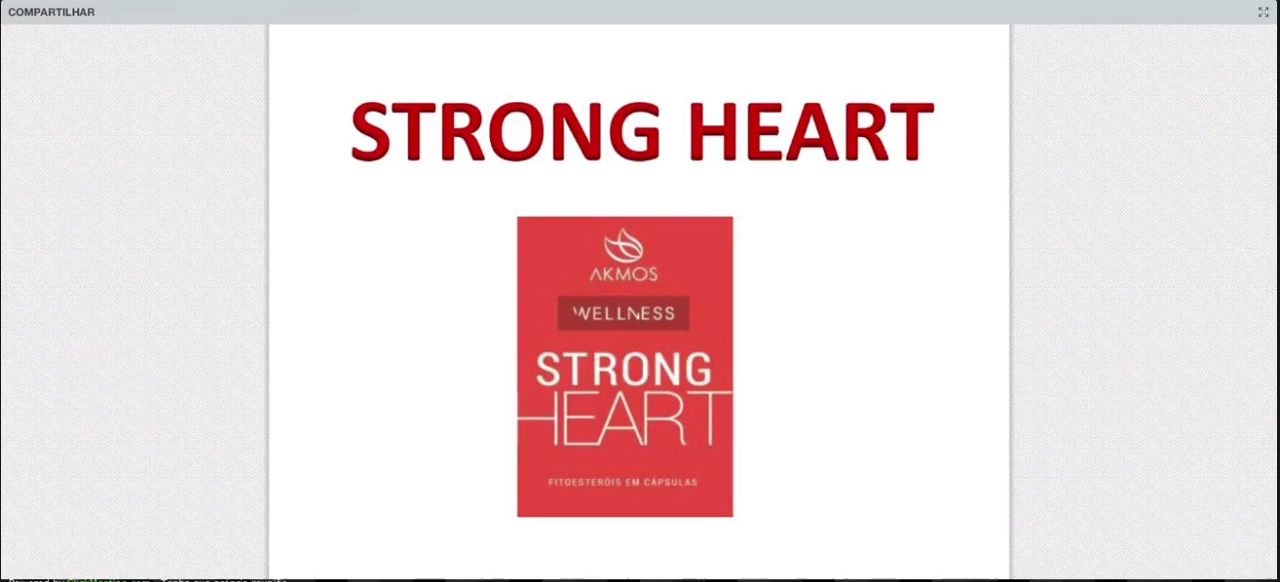 COMPARTILHAR
STRONG HEART
AKMOS
WELLNESS
STRONG
HEART
FITOESTERÓIS EM CÁPSULAS